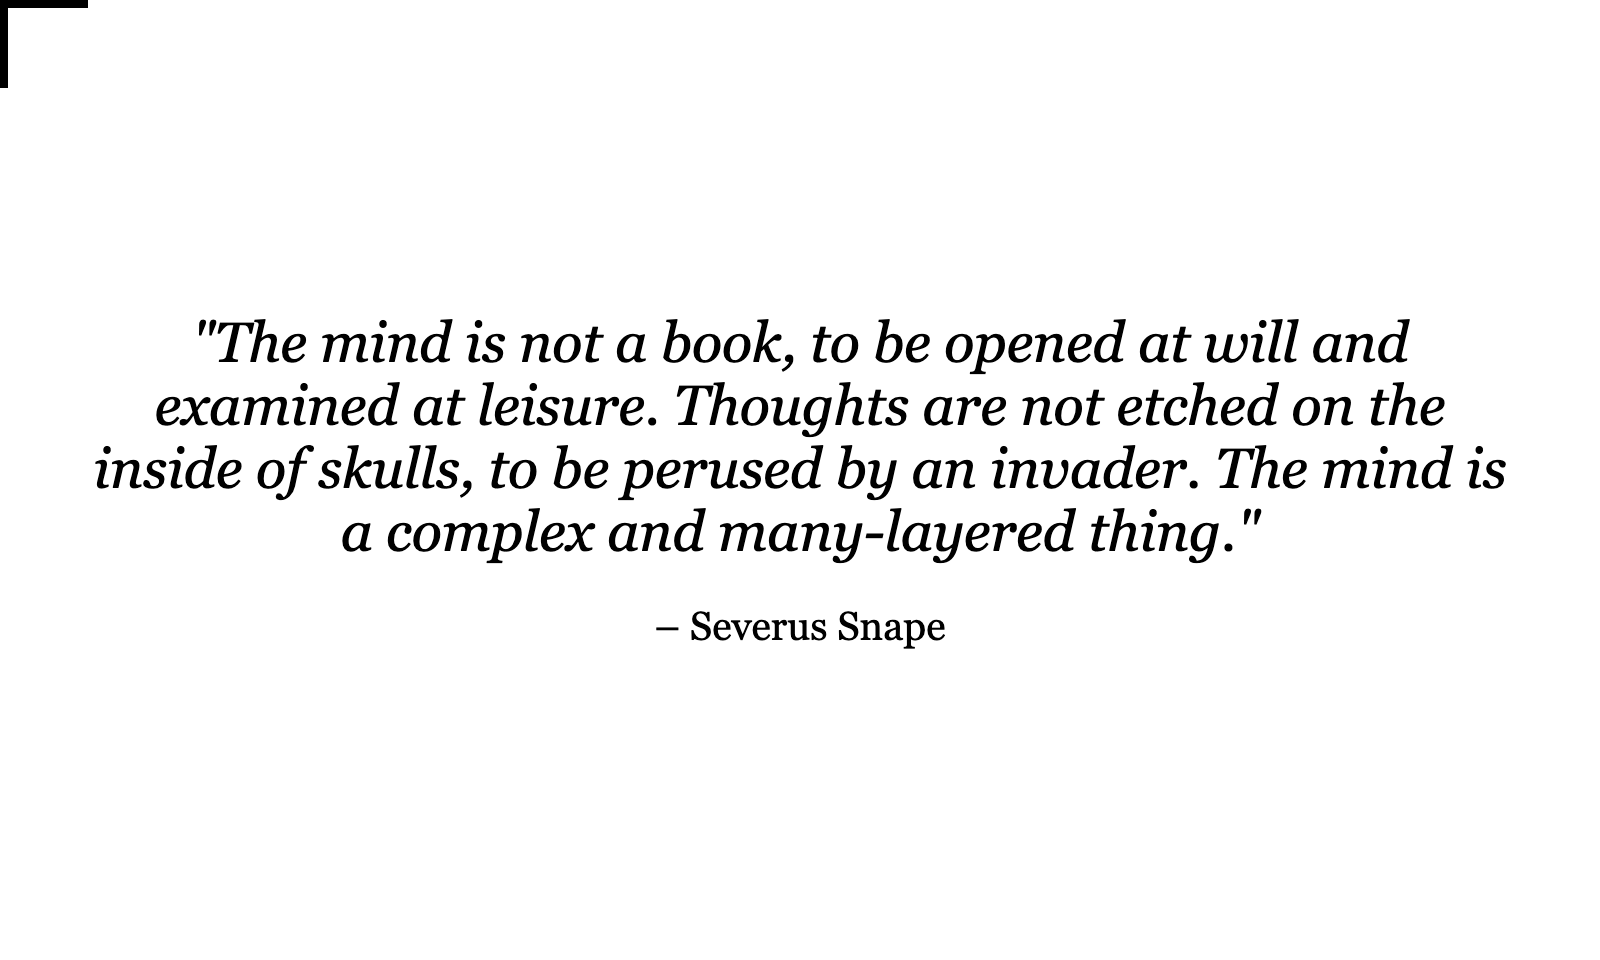 "The mind is not a book, to be opened at will and
examined at leisure. Thoughts are not etched on the
inside of skulls, to be perused by an invader. The mind is
a complex and many-layered thing."
– Severus Snape